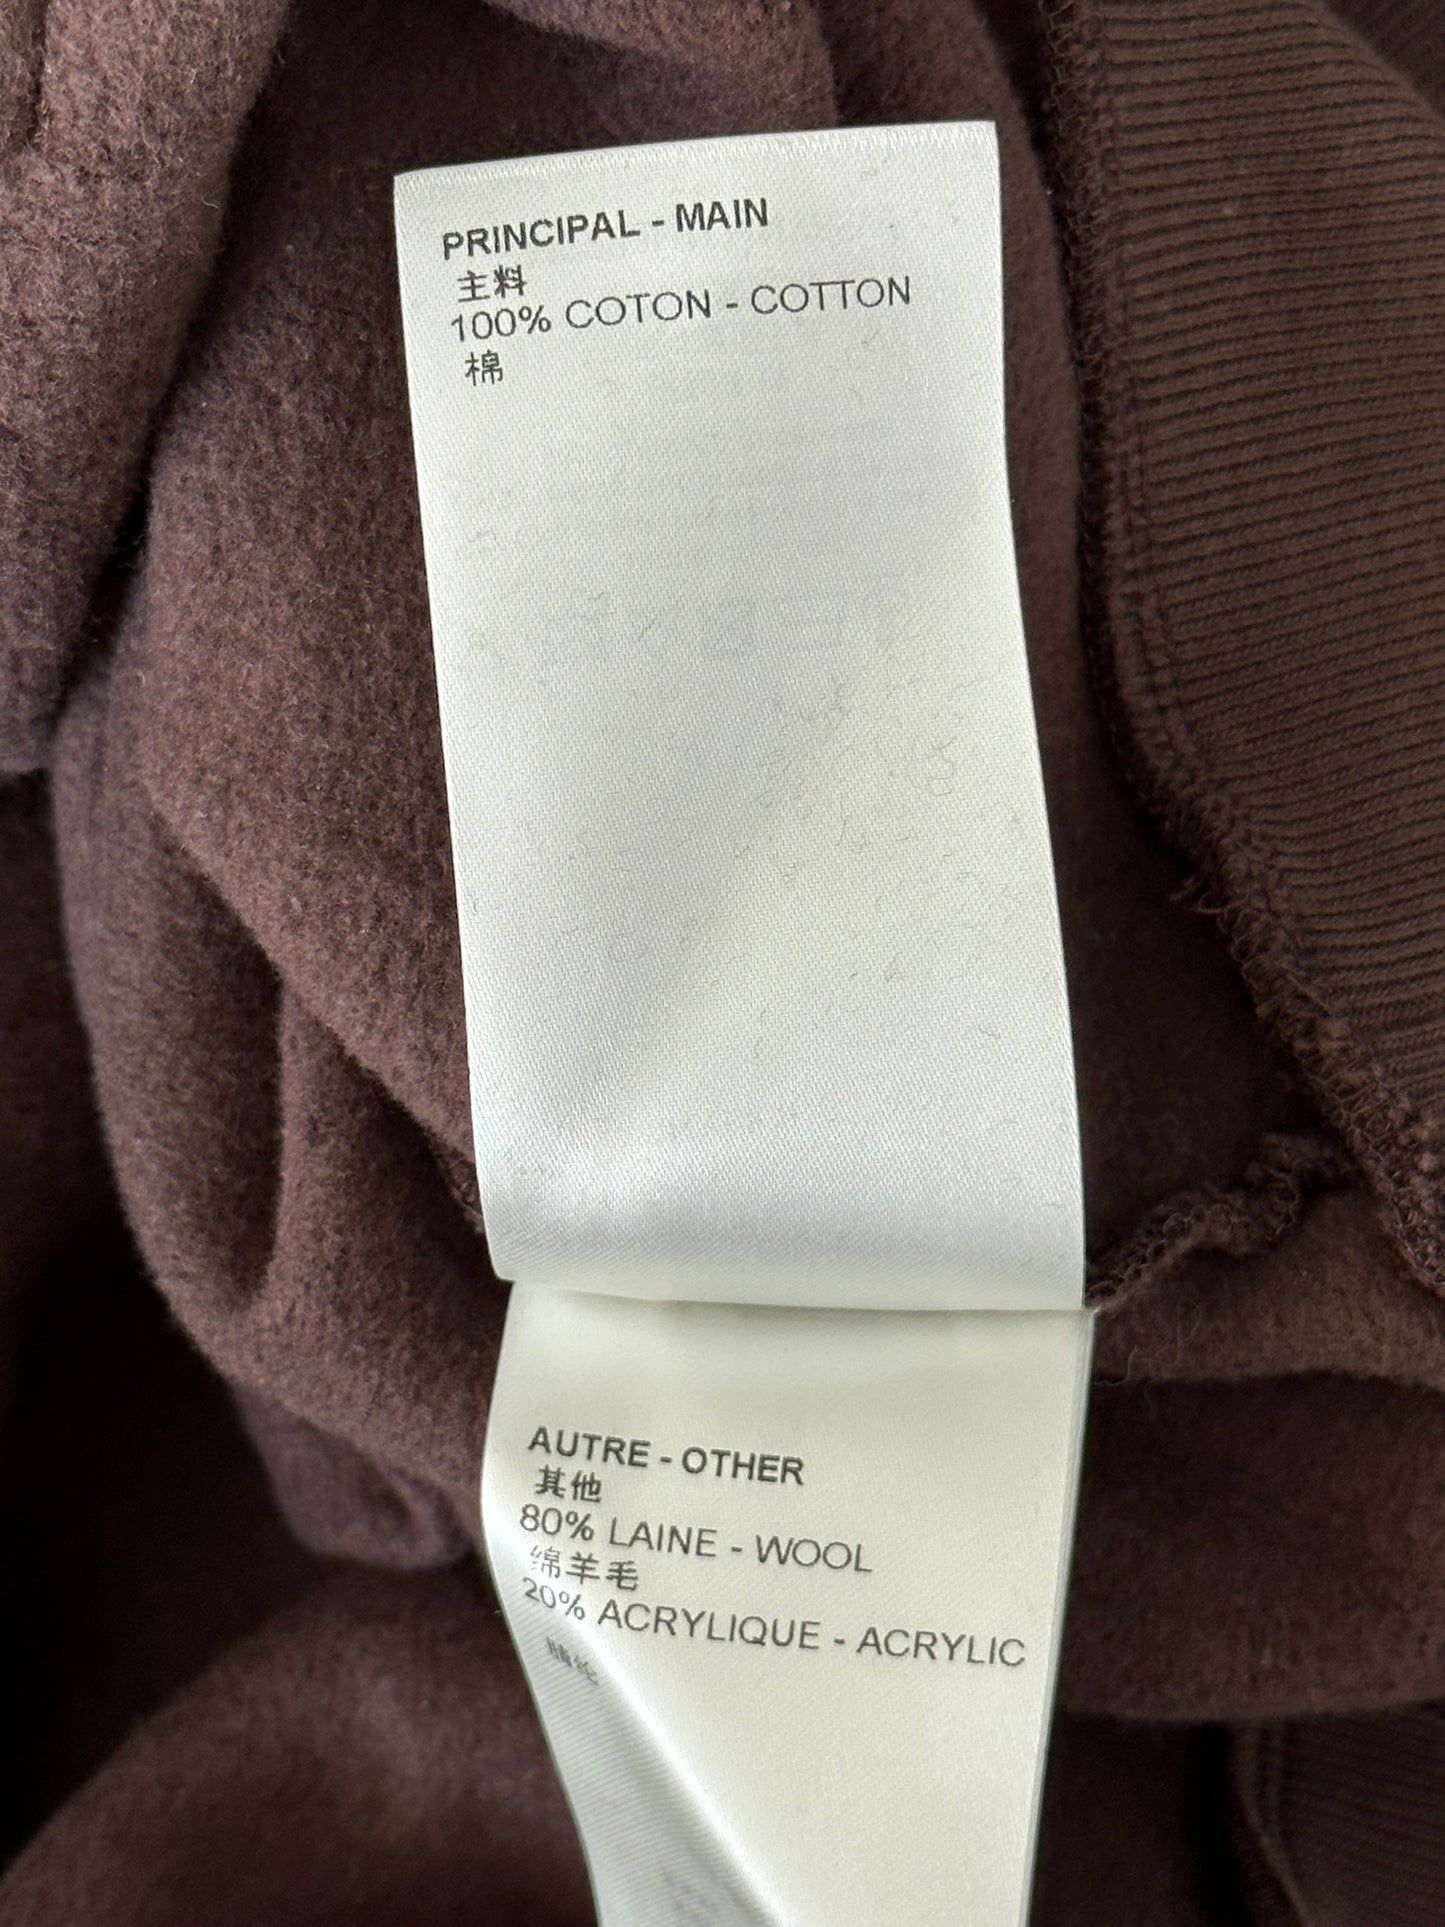 PRINCIPAL - MAIN
主料
100% COTON - COTTON
棉
AUTRE - OTHER
其他
80% LAINE - WOOL
绵羊毛
20% ACRYLIQUE - ACRYLIC